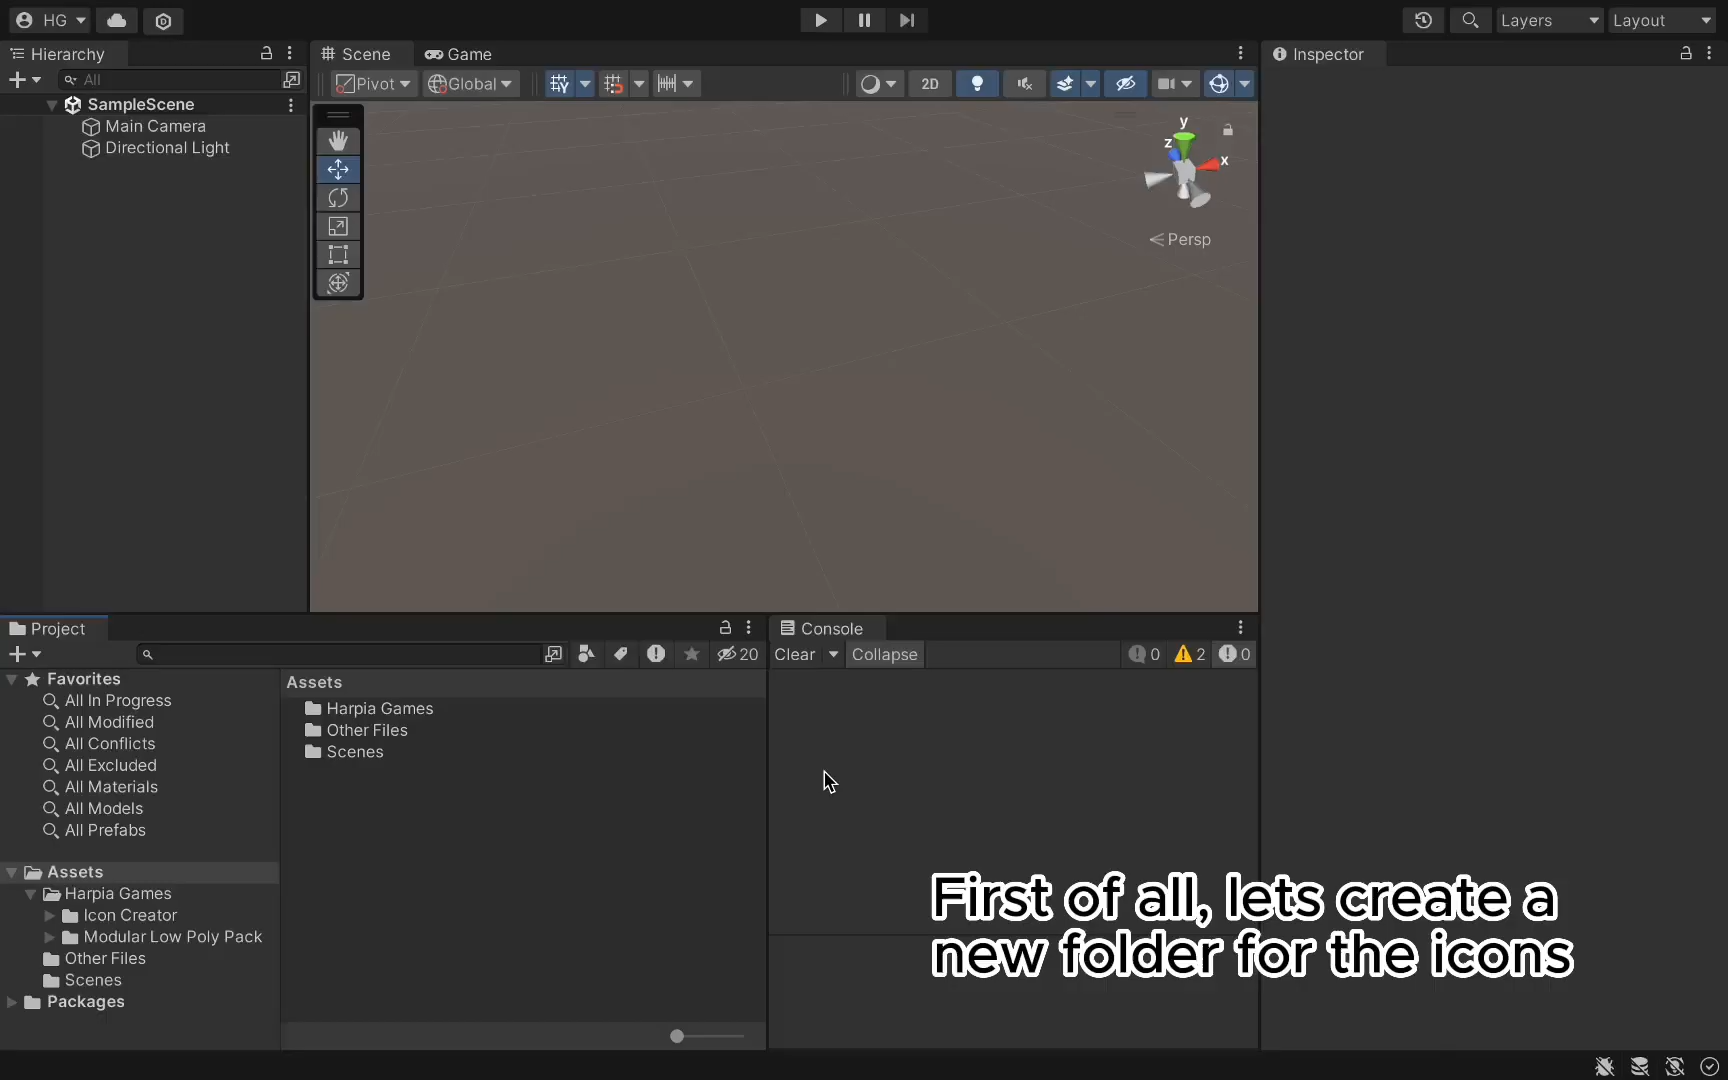 HG
Layers
Layout
Hierarchy
Scene
Game
Inspector
All
Pivot
Global
2D
SampleScene
Main Camera
Directional Light
y
z
x
Persp
Project
Console
20
Clear
Collapse
0
2
0
Favorites
All In Progress
All Modified
All Conflicts
All Excluded
All Materials
All Models
All Prefabs
Assets
Harpia Games
Icon Creator
Modular Low Poly Pack
Other Files
Scenes
Packages
Assets
Harpia Games
Other Files
Scenes
First of all, lets create a
new folder for the icons